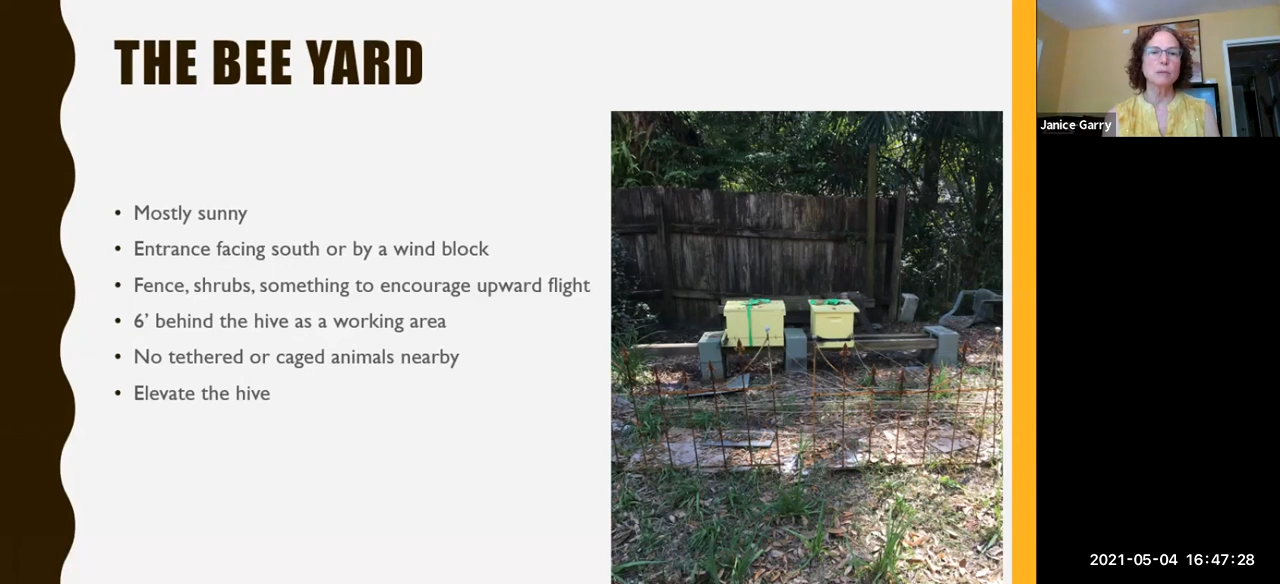 THE BEE YARD
• Mostly sunny
• Entrance facing south or by a wind block
• Fence, shrubs, something to encourage upward flight
• 6’ behind the hive as a working area
• No tethered or caged animals nearby
• Elevate the hive
Janice Garry
2021-05-04 16:47:28